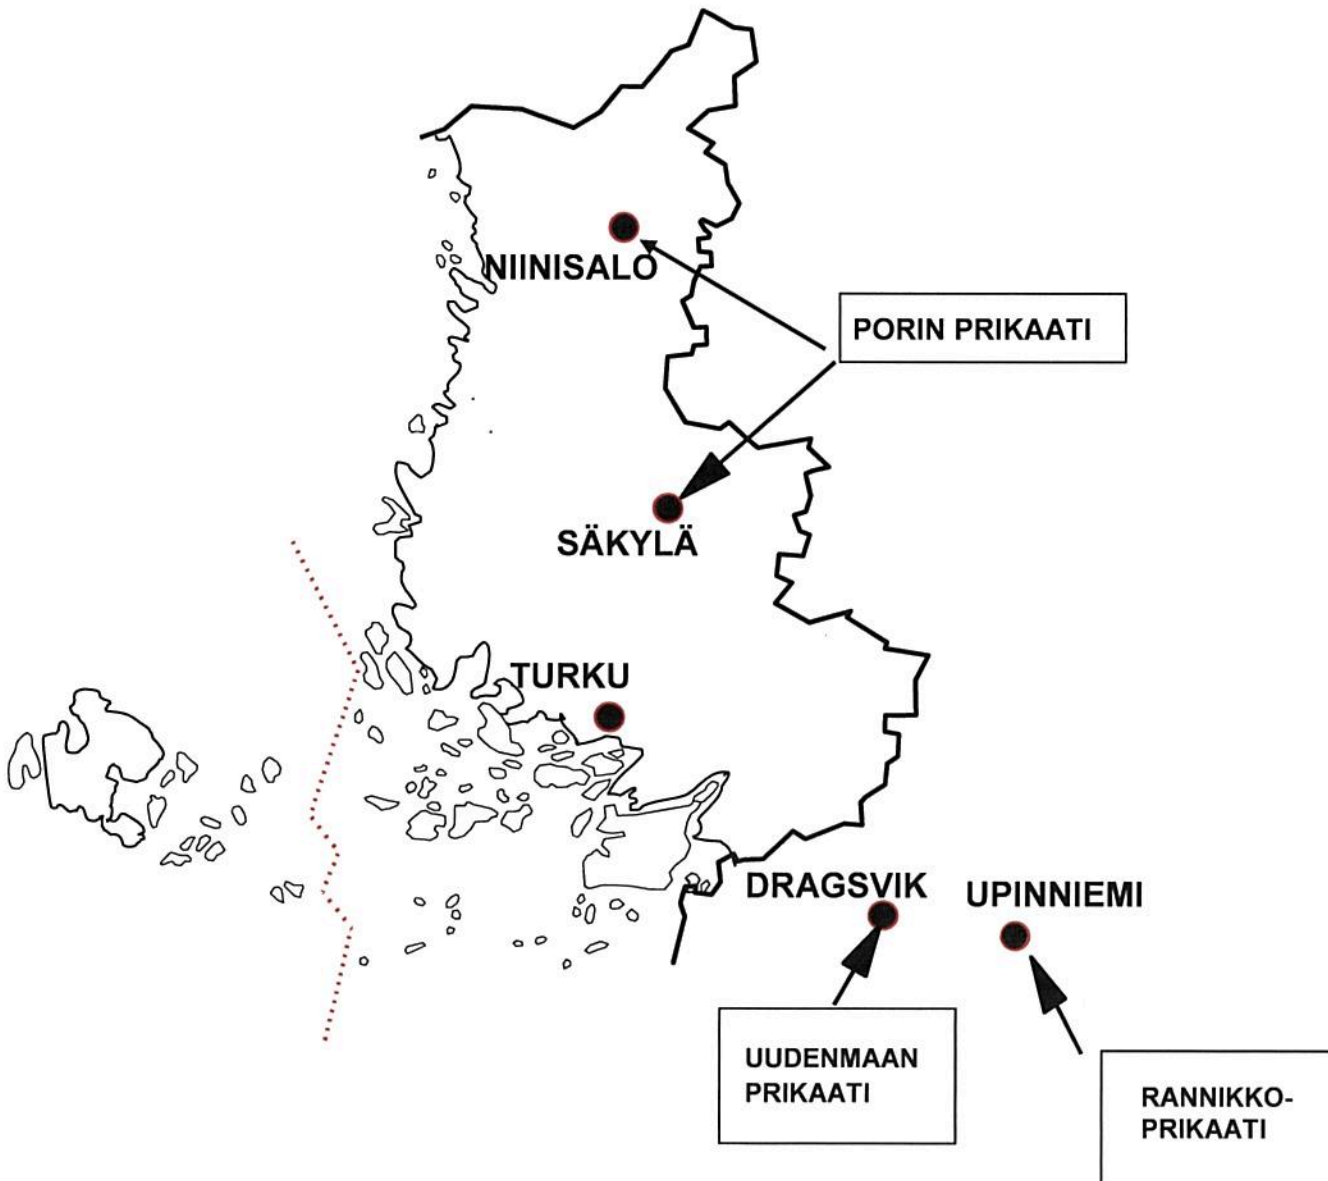 NIINISALO
PORIN PRIKAATI
SÄKYLÄ
TURKU
DRAGSVIK
UPINNIEMI
UUDENMAAN
PRIKAATI
RANNIKKO-
PRIKAATI